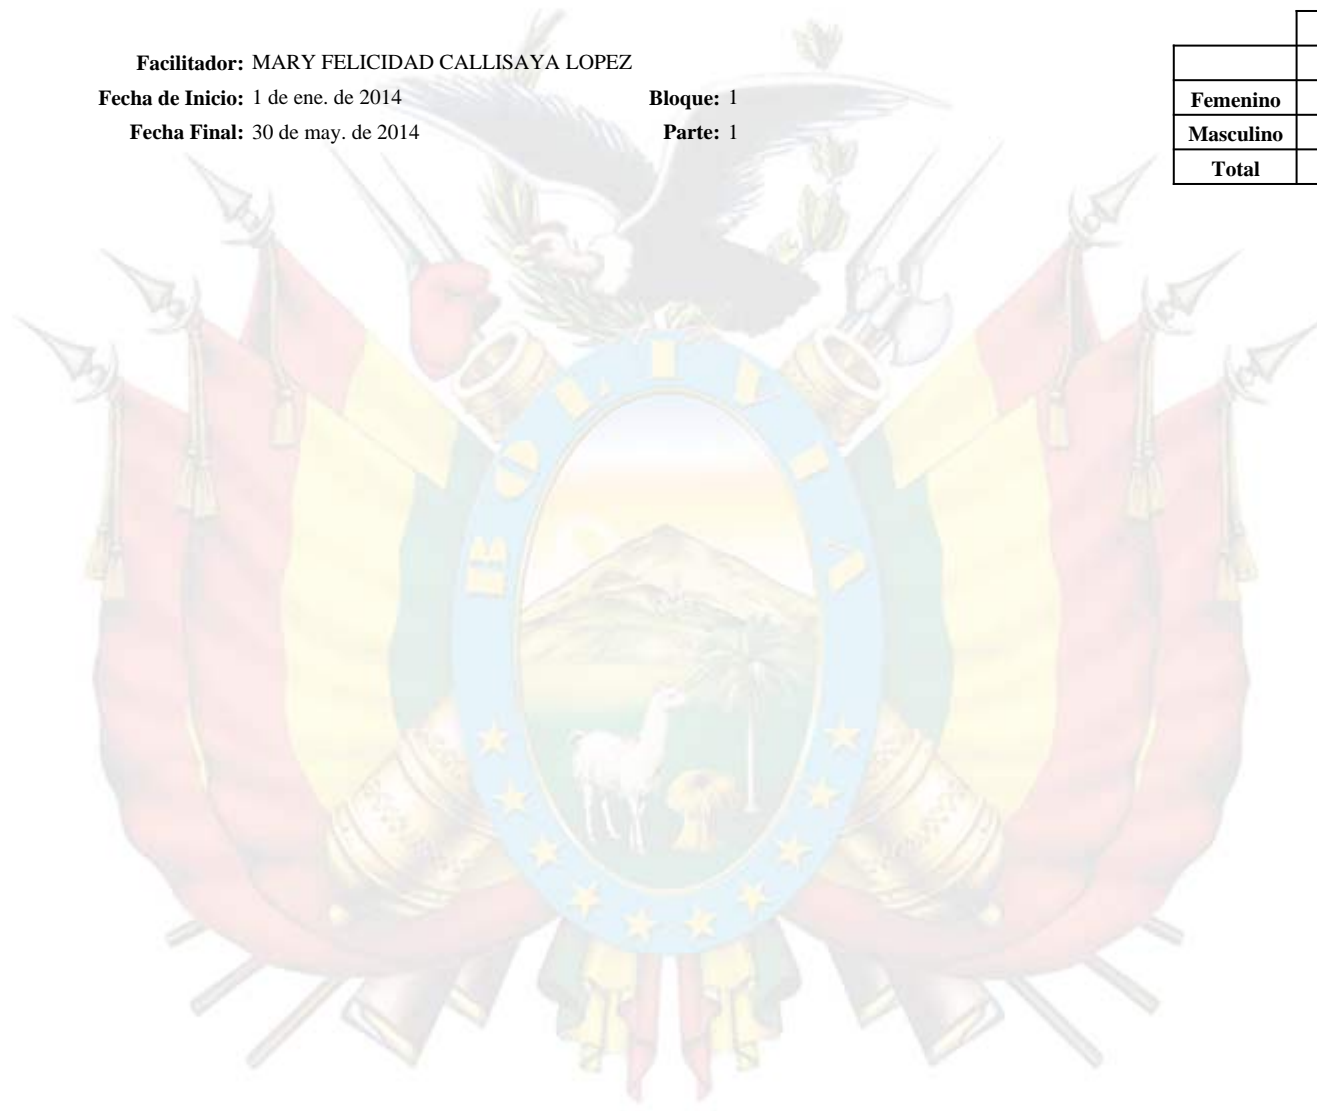 Facilitador: MARY FELICIDAD CALLISAYA LOPEZ
Fecha de Inicio: 1 de ene. de 2014 Bloque: 1
Fecha Final: 30 de may. de 2014 Parte: 1
Femenino
Masculino
Total
BOLIVIA